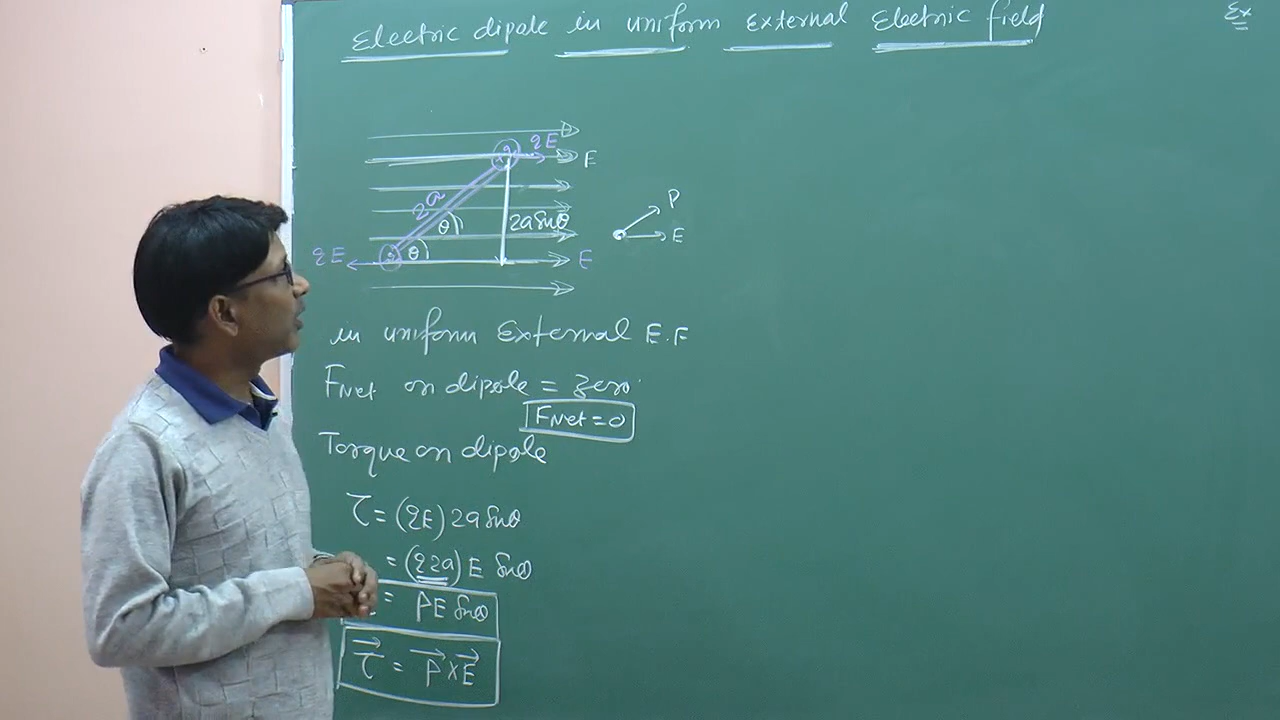 Electric dipole in uniform External Electric field
Ex
qE
E
2a
θ
2a sinθ
P
E
qE
θ
E
in uniform External E.F
FNet on dipole = zero
FNet = 0
Torque on dipole
τ = (qE) 2a sinθ
= (q2a) E sinθ
= PE sinθ
τ⃗ = P⃗ × E⃗